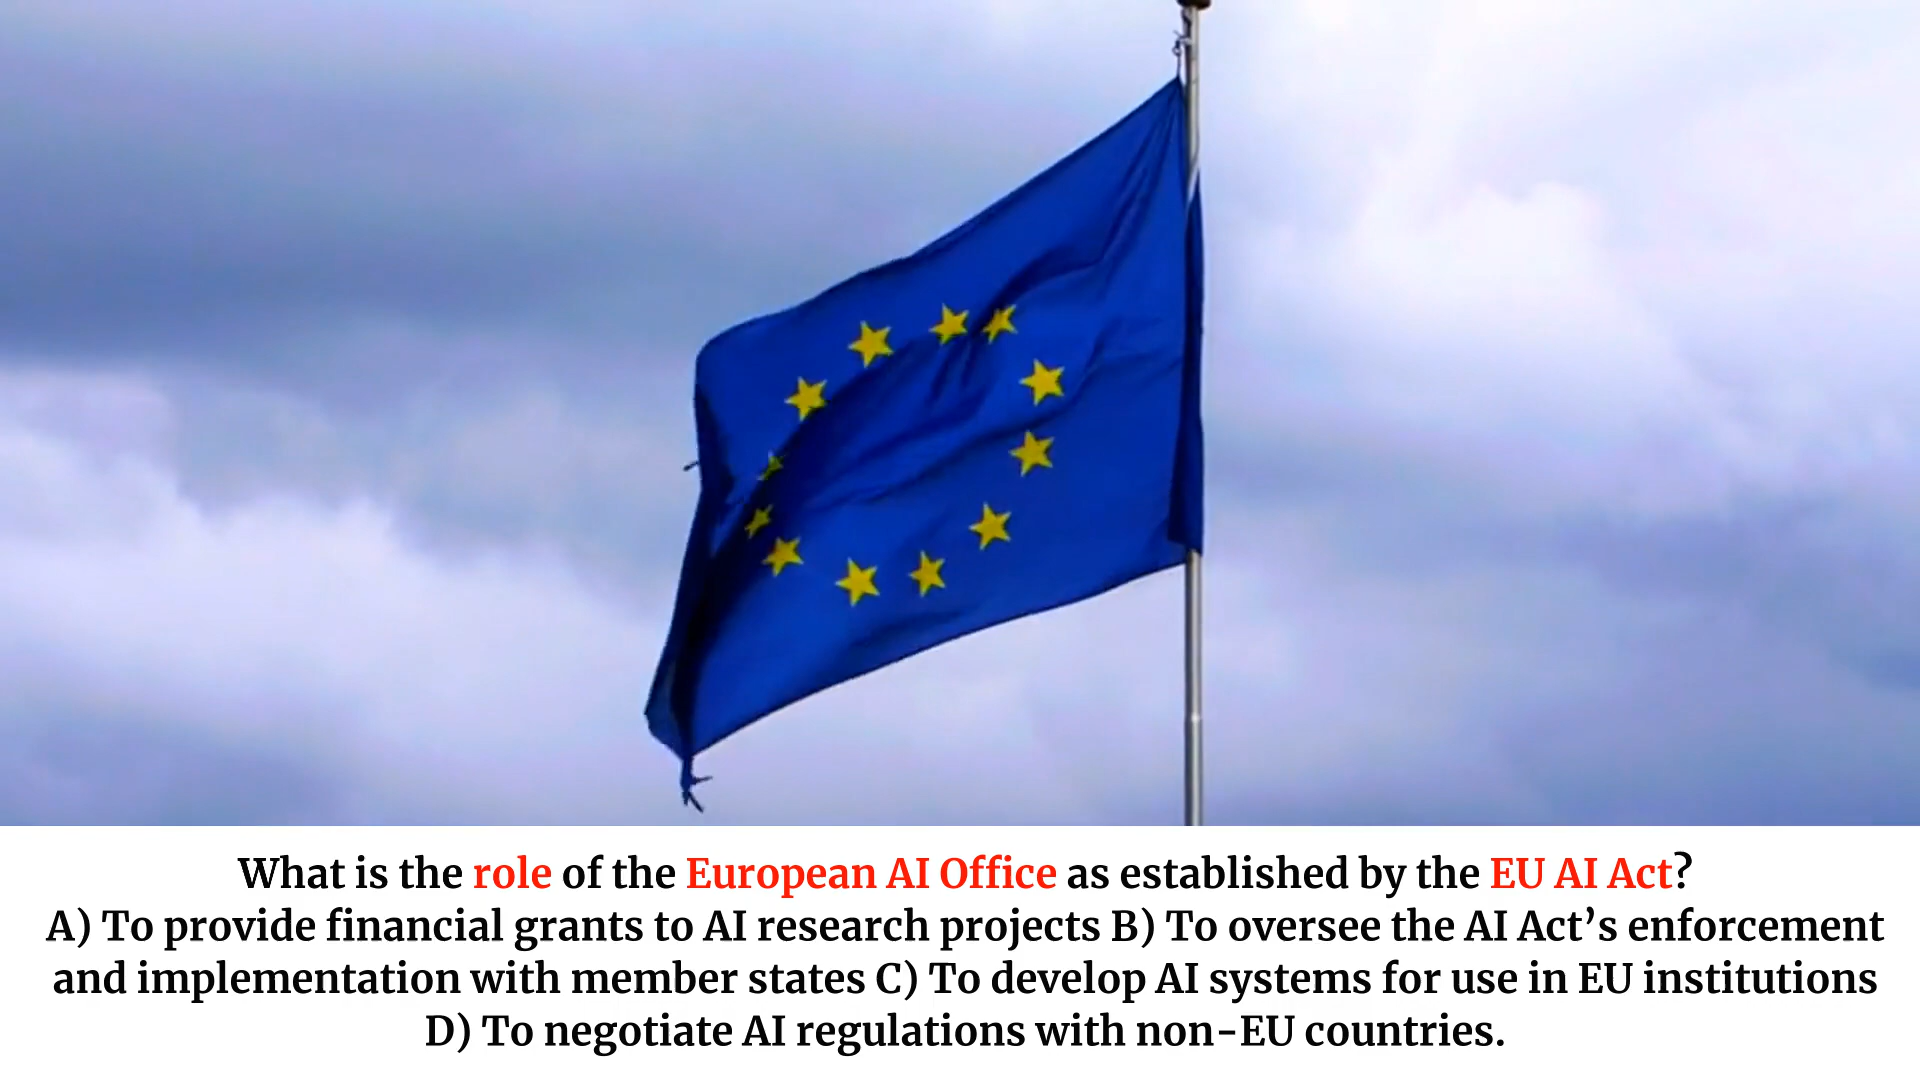 What is the role of the European AI Office as established by the EU AI Act?
A) To provide financial grants to AI research projects B) To oversee the AI Act’s enforcement
and implementation with member states C) To develop AI systems for use in EU institutions
D) To negotiate AI regulations with non-EU countries.